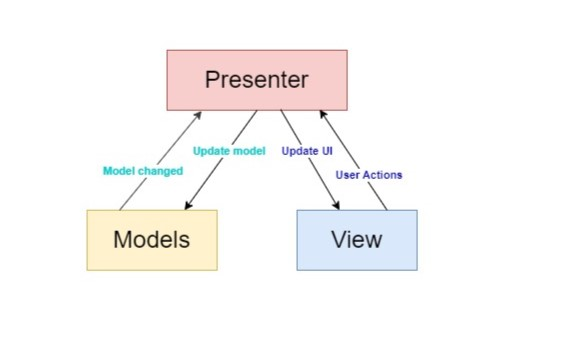 Presenter
Update model
Update UI
Model changed
User Actions
Models
View